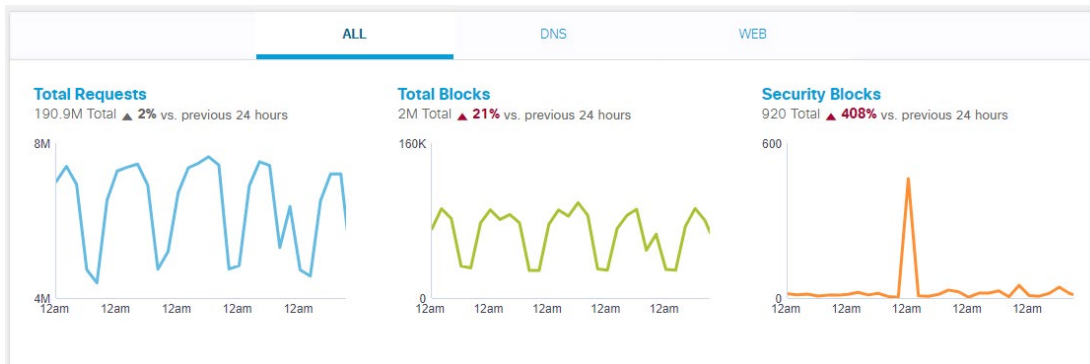 ALL
DNS
WEB
Total Requests
190.9M Total ▲ 2% vs. previous 24 hours
8M
4M
12am 12am 12am 12am 12am
Total Blocks
2M Total ▲ 21% vs. previous 24 hours
160K
0
12am 12am 12am 12am 12am
Security Blocks
920 Total ▲ 408% vs. previous 24 hours
600
0
12am 12am 12am 12am 12am